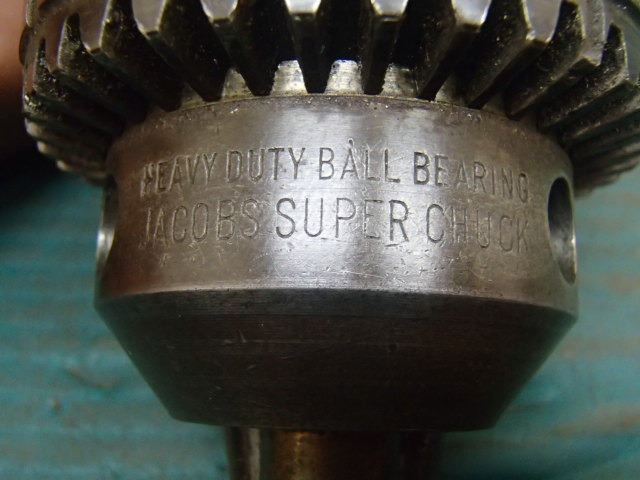 HEAVY DUTY BALL BEARING
JACOBS SUPER CHUCK